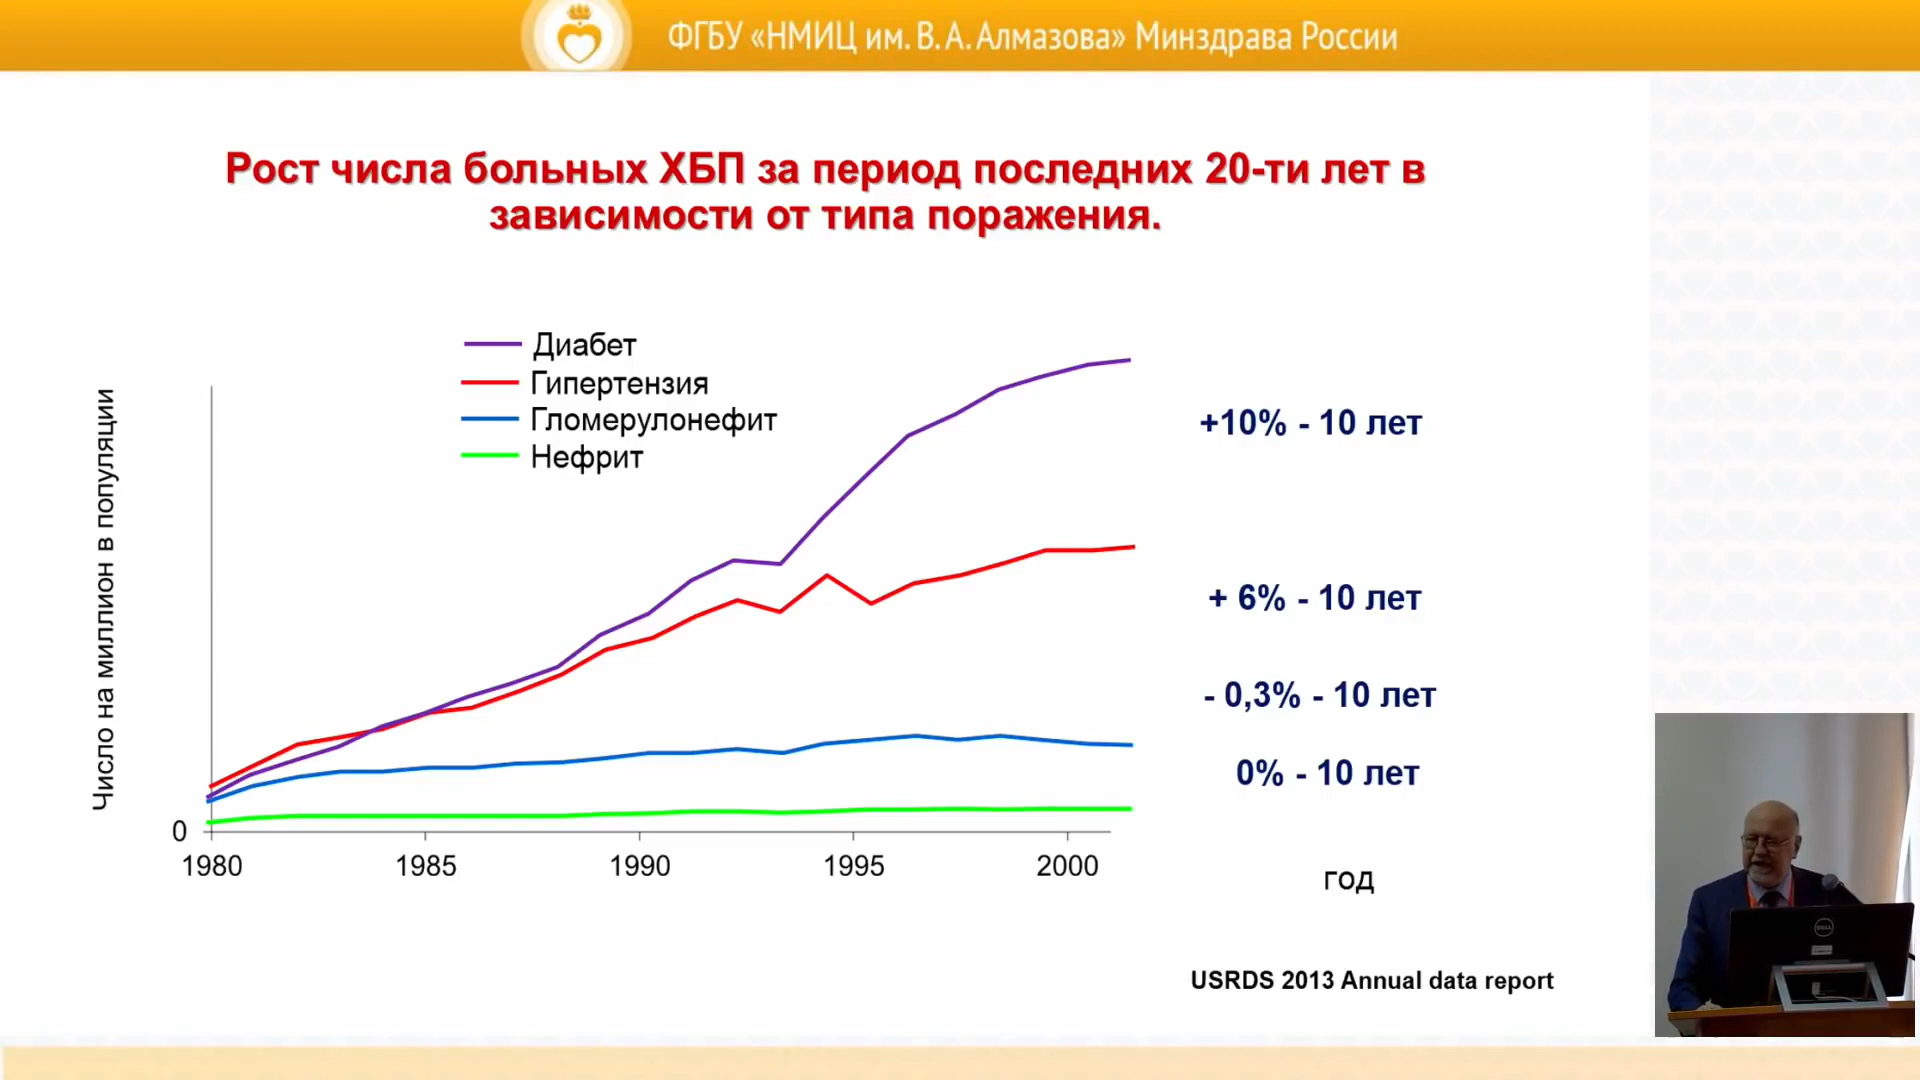 ФГБУ «НМИЦ им. В. А. Алмазова» Минздрава России
Рост числа больных ХБП за период последних 20-ти лет в
зависимости от типа поражения.
Диабет
Гипертензия
Гломерулонефит
Нефрит
Число на миллион в популяции
+10% - 10 лет
+ 6% - 10 лет
- 0,3% - 10 лет
0% - 10 лет
0
1980 1985 1990 1995 2000
год
USRDS 2013 Annual data report
DELL